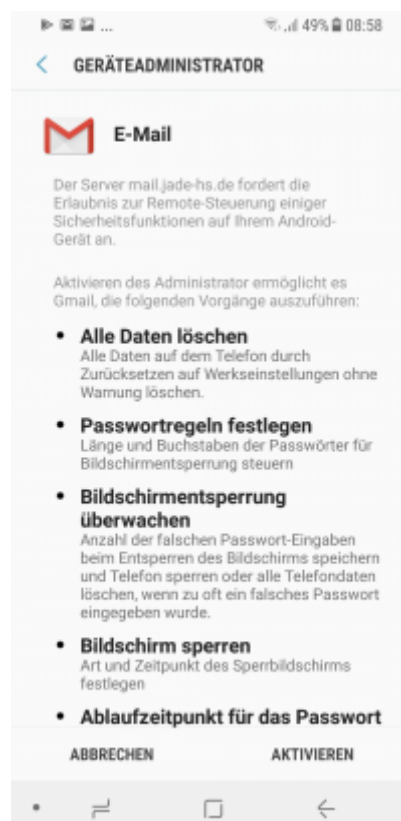 ... 49% 08:58
GERÄTEADMINISTRATOR
E-Mail
Der Server mail.jade-hs.de fordert die
Erlaubnis zur Remote-Steuerung einiger
Sicherheitsfunktionen auf Ihrem Android-
Gerät an.
Aktivieren des Administrator ermöglicht es
Gmail, die folgenden Vorgänge auszuführen:
• Alle Daten löschen
Alle Daten auf dem Telefon durch
Zurücksetzen auf Werkseinstellungen ohne
Warnung löschen.
• Passwortregeln festlegen
Länge und Buchstaben der Passwörter für
Bildschirmentsperrung steuern
• Bildschirmentsperrung
überwachen
Anzahl der falschen Passwort-Eingaben
beim Entsperren des Bildschirms speichern
und Telefon sperren oder alle Telefondaten
löschen, wenn zu oft ein falsches Passwort
eingegeben wurde.
• Bildschirm sperren
Art und Zeitpunkt des Sperrbildschirms
festlegen
• Ablaufzeitpunkt für das Passwort
ABBRECHEN AKTIVIEREN